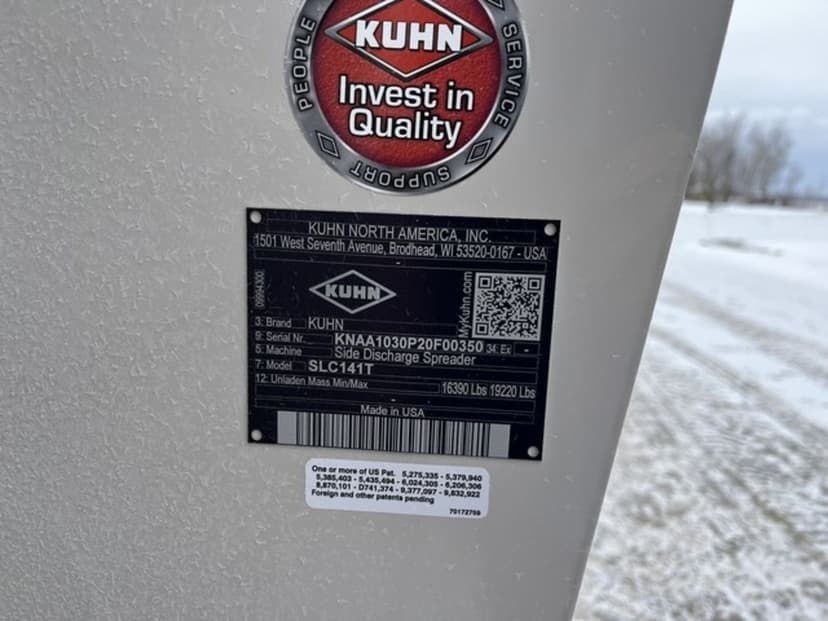 KUHN
Invest in
Quality
PEOPLE
SERVICE
SUPPORT
KUHN NORTH AMERICA, INC.
1501 West Seventh Avenue, Brodhead, WI 53520-0167 - USA
-
09994300
KUHN
MyKuhn.com
3: Brand KUHN
9: Serial Nr. KNAA1030P20F00350 34: Ex -
5: Machine Side Discharge Spreader
7: Model SLC141T
12: Unladen Mass Min/Max 16390 Lbs 19220 Lbs
Made in USA
One or more of US Pat. 5,275,335 - 5,379,940
5,385,403 - 5,435,494 - 6,024,305 - 6,206,306
8,870,101 - D741,374 - 9,377,097 - 9,832,922
Foreign and other patents pending
70172759